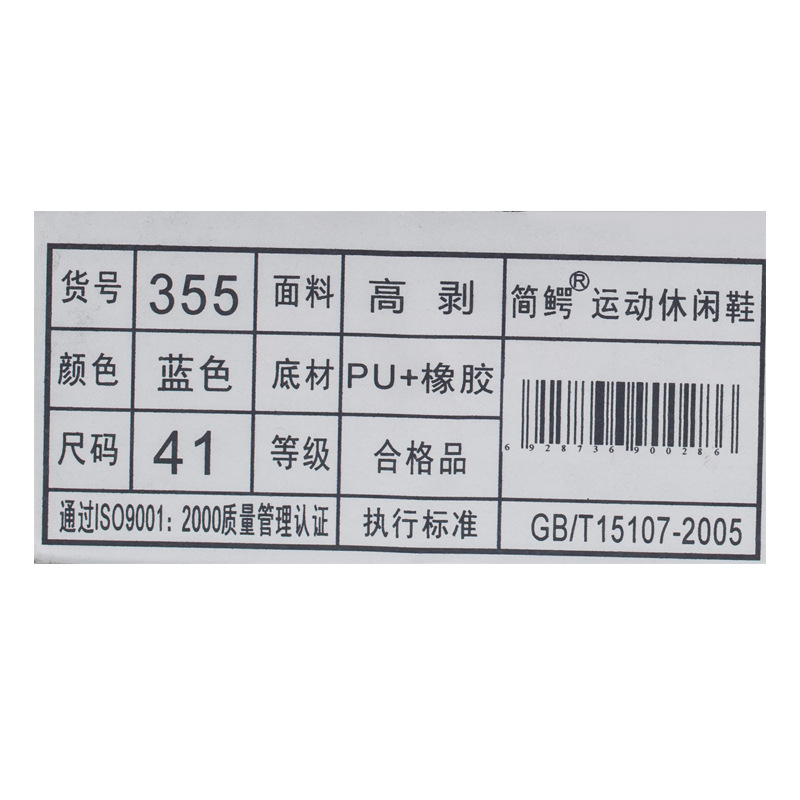 货号 355 面料 高 剥 简鳄® 运动休闲鞋
颜色 蓝色 底材 PU+橡胶
尺码 41 等级 合格品
6928736900286
通过ISO9001：2000质量管理认证 执行标准 GB/T15107-2005